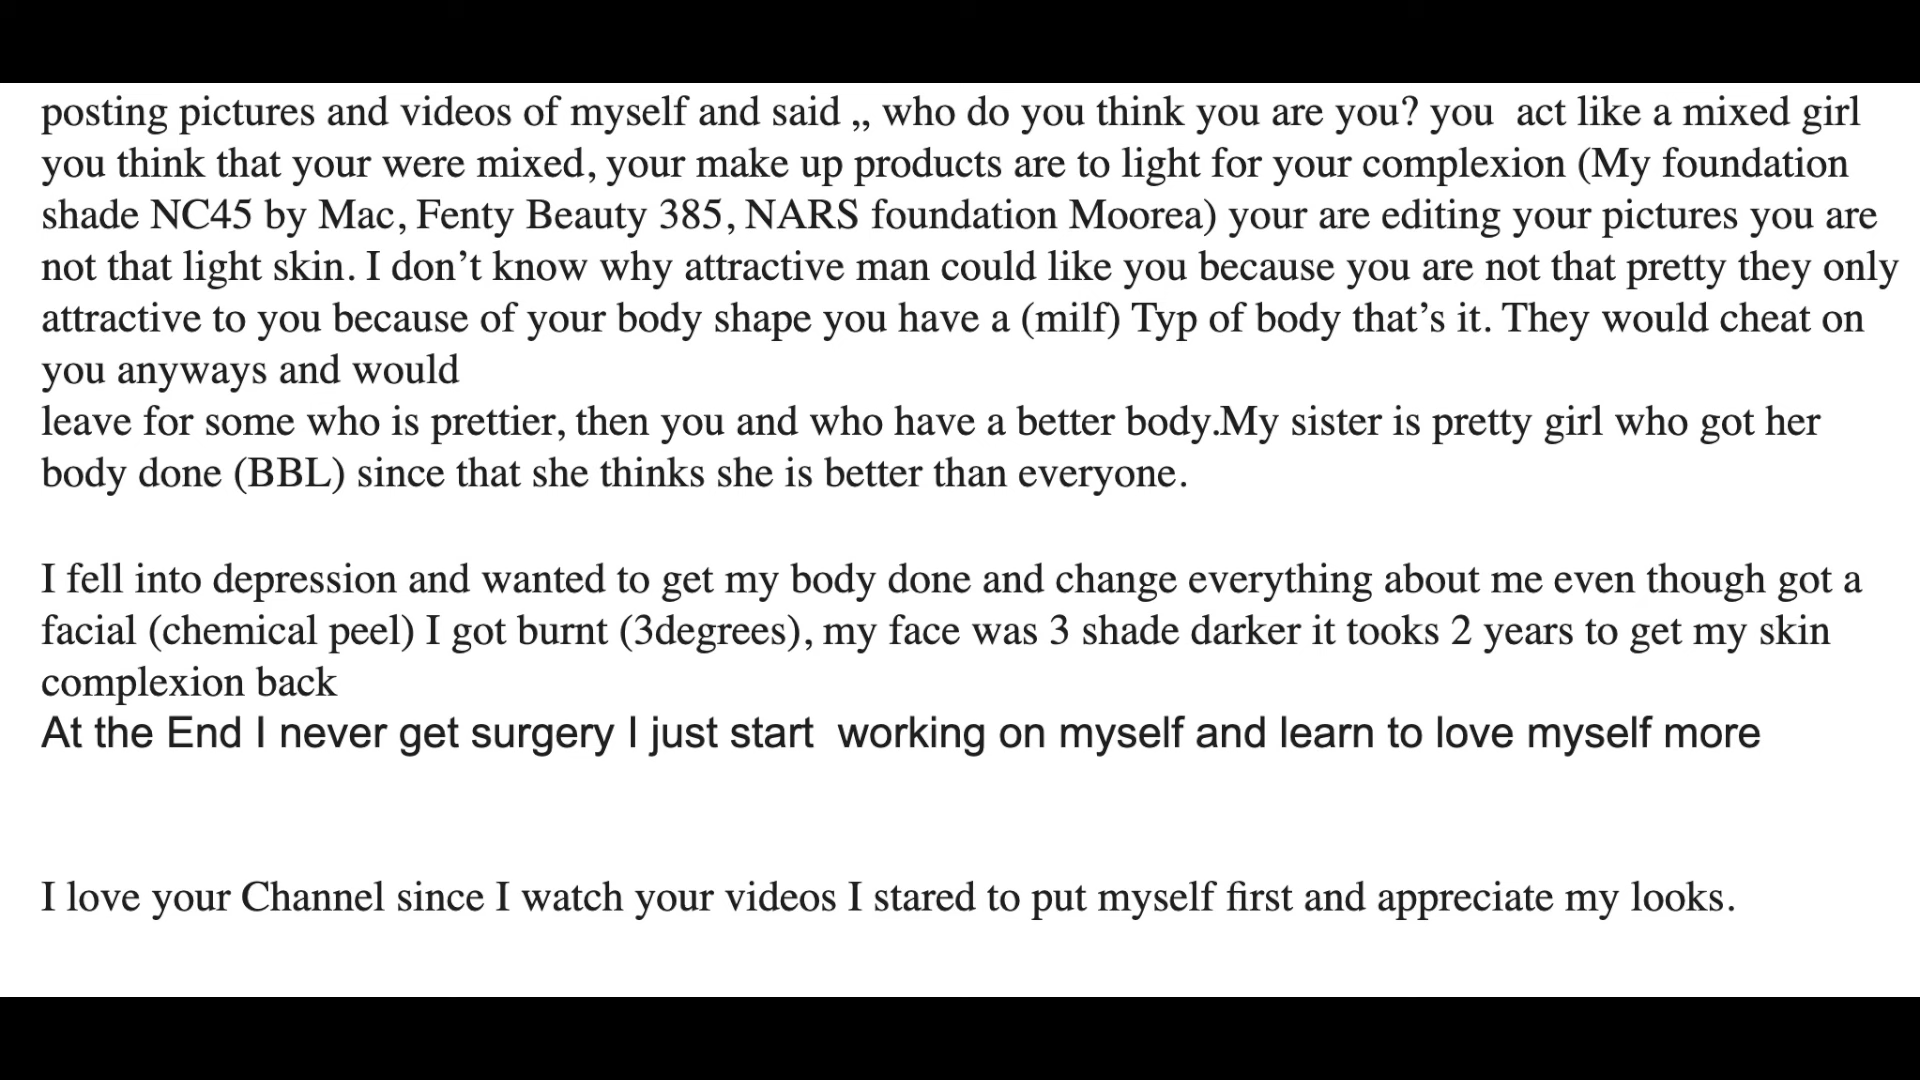 posting pictures and videos of myself and said „ who do you think you are you? you  act like a mixed girl
you think that your were mixed, your make up products are to light for your complexion (My foundation
shade NC45 by Mac, Fenty Beauty 385, NARS foundation Moorea) your are editing your pictures you are
not that light skin. I don’t know why attractive man could like you because you are not that pretty they only
attractive to you because of your body shape you have a (milf) Typ of body that’s it. They would cheat on
you anyways and would
leave for some who is prettier, then you and who have a better body.My sister is pretty girl who got her
body done (BBL) since that she thinks she is better than everyone.
I fell into depression and wanted to get my body done and change everything about me even though got a
facial (chemical peel) I got burnt (3degrees), my face was 3 shade darker it tooks 2 years to get my skin
complexion back
At the End I never get surgery I just start  working on myself and learn to love myself more
I love your Channel since I watch your videos I stared to put myself first and appreciate my looks.